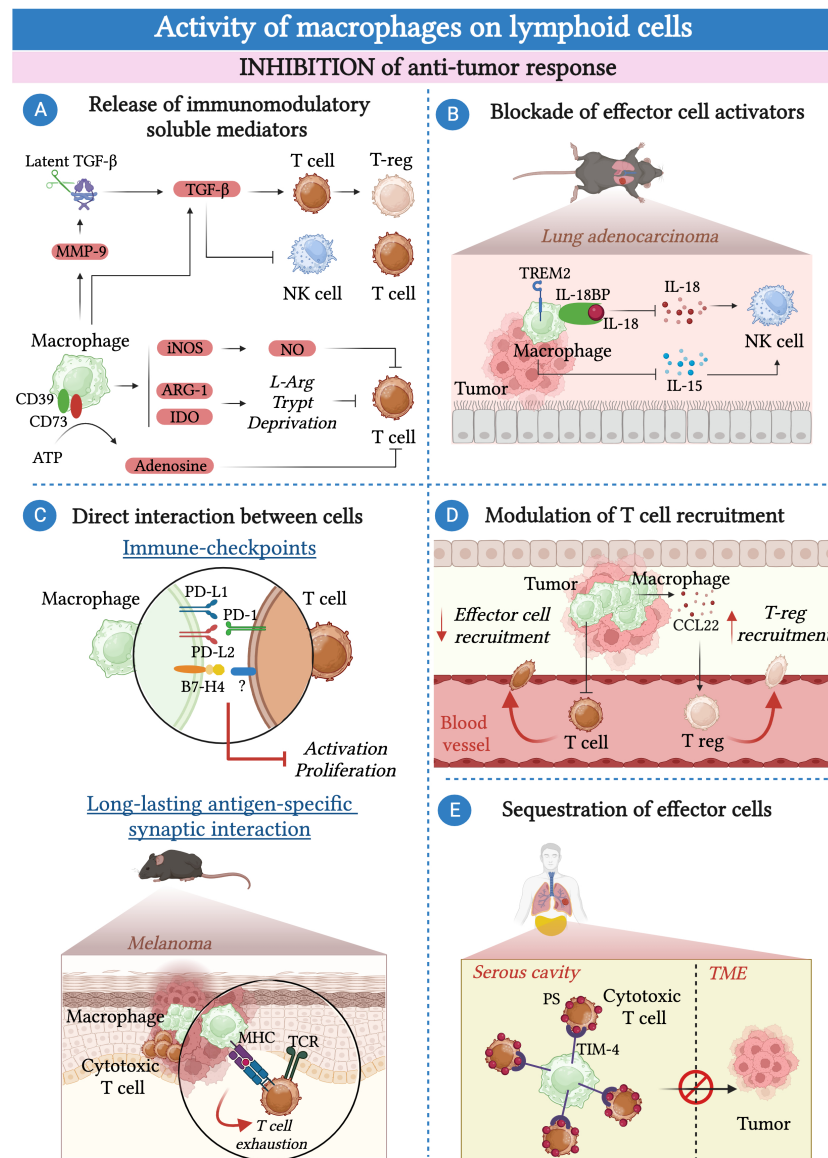 Activity of macrophages on lymphoid cells
INHIBITION of anti-tumor response
A
Release of immunomodulatory
soluble mediators
Latent TGF-β
TGF-β
T cell
T-reg
MMP-9
NK cell
T cell
Macrophage
iNOS
NO
CD39
CD73
ARG-1
IDO
L-Arg
Trypt
Deprivation
T cell
ATP
Adenosine
B
Blockade of effector cell activators
Lung adenocarcinoma
TREM2
IL-18BP
IL-18
IL-18
NK cell
Macrophage
IL-15
Tumor
C
Direct interaction between cells
Immune-checkpoints
Macrophage
T cell
PD-L1
PD-1
PD-L2
B7-H4
?
Activation
Proliferation
Long-lasting antigen-specific
synaptic interaction
Melanoma
Macrophage
MHC
TCR
Cytotoxic
T cell
T cell
exhaustion
D
Modulation of T cell recruitment
Tumor
Macrophage
CCL22
Effector cell
recruitment
T-reg
recruitment
Blood
vessel
T cell
T reg
E
Sequestration of effector cells
Serous cavity
TME
PS
Cytotoxic
T cell
TIM-4
Tumor